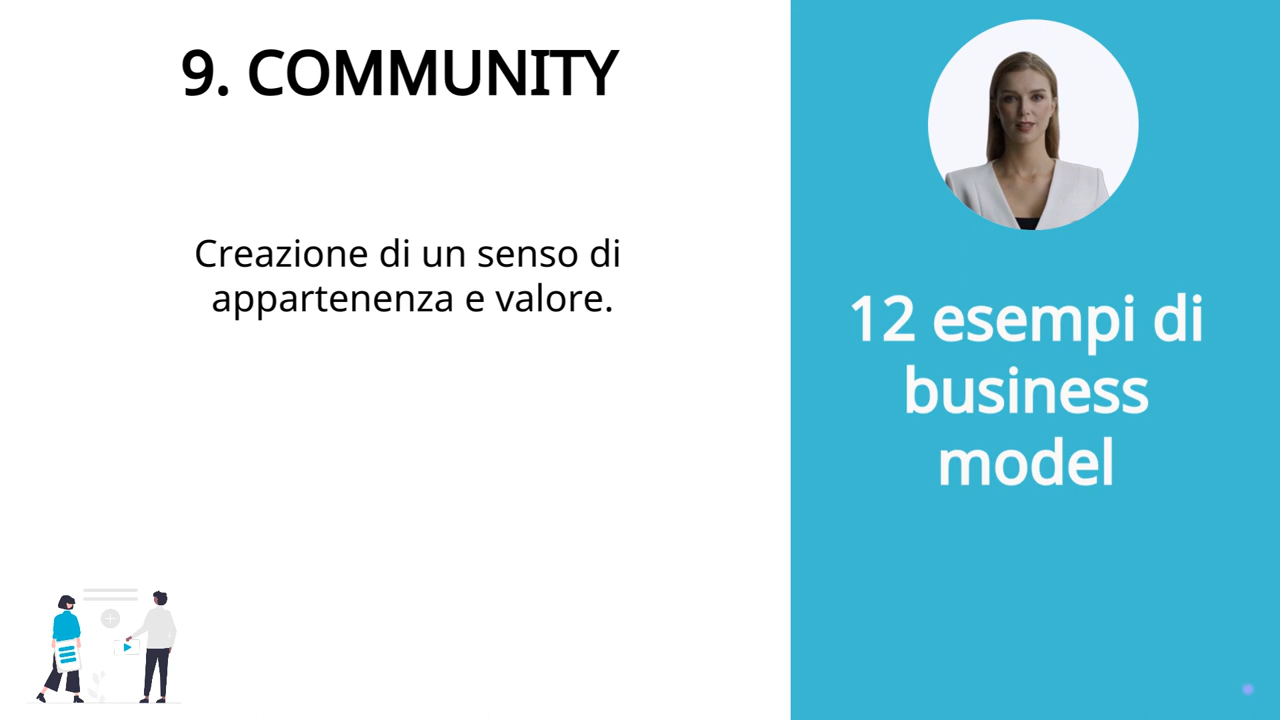 9. COMMUNITY
Creazione di un senso di
appartenenza e valore.
12 esempi di
business
model